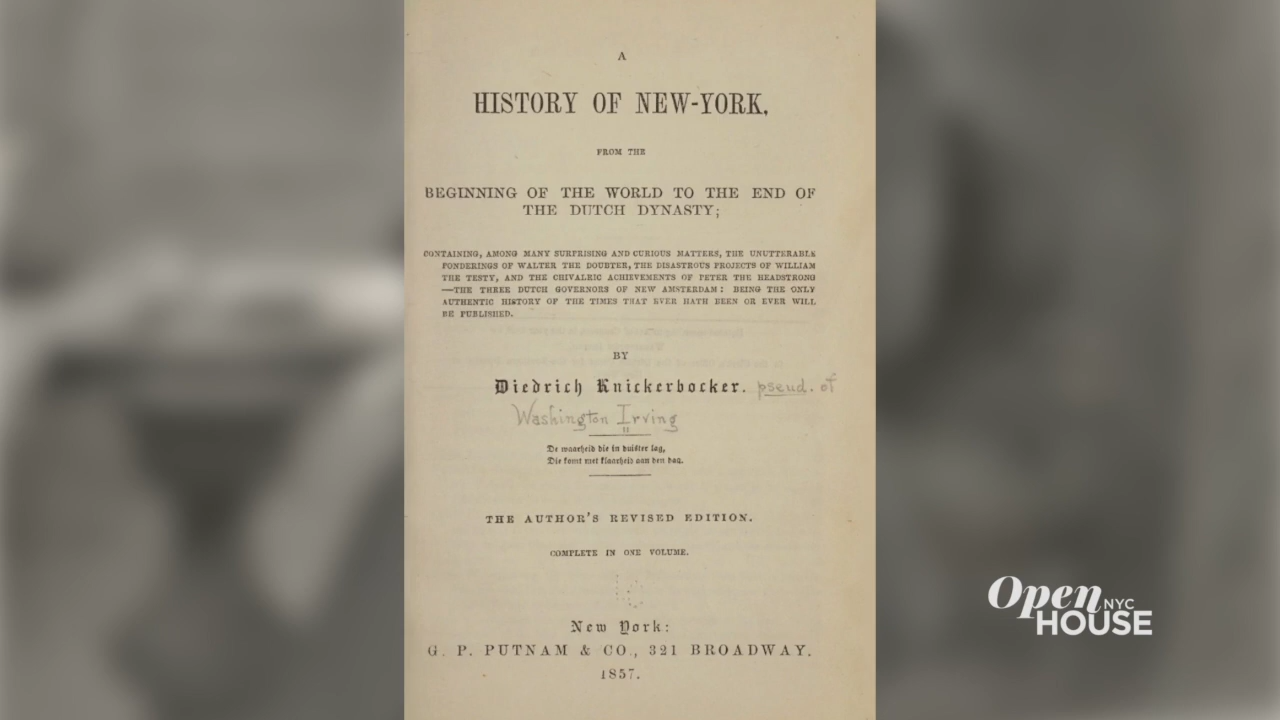 A
HISTORY OF NEW-YORK,
FROM THE
BEGINNING OF THE WORLD TO THE END OF
THE DUTCH DYNASTY;
CONTAINING, AMONG MANY SURPRISING AND CURIOUS MATTERS, THE UNUTTERABLE
PONDERINGS OF WALTER THE DOUBTER, THE DISASTROUS PROJECTS OF WILLIAM
THE TESTY, AND THE CHIVALRIC ACHIEVEMENTS OF PETER THE HEADSTRONG
—THE THREE DUTCH GOVERNORS OF NEW AMSTERDAM: BEING THE ONLY
AUTHENTIC HISTORY OF THE TIMES THAT EVER HATH BEEN OR EVER WILL
BE PUBLISHED.
BY
Diedrich Knickerbocker. pseud. of
Washington Irving
De waarheid die in duister lag,
Die komt met klaarheid aan den dag.
THE AUTHOR'S REVISED EDITION.
COMPLETE IN ONE VOLUME.
New York:
G. P. PUTNAM & CO., 321 BROADWAY.
1857.
Open NYC
HOUSE